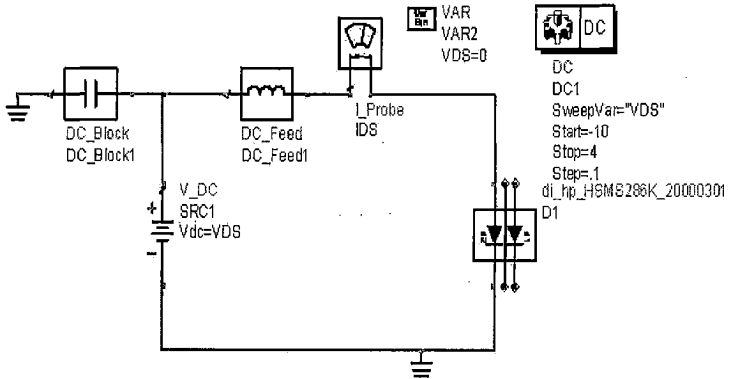 VAR
VAR2
VDS=0
DC
DC
DC1
SweepVar="VDS"
Start=-10
Stop=4
Step=.1
di_hp_HSMS286K_20000301
D1
I_Probe
IDS
DC_Block
DC_Block1
DC_Feed
DC_Feed1
V_DC
SRC1
Vdc=VDS
+
-